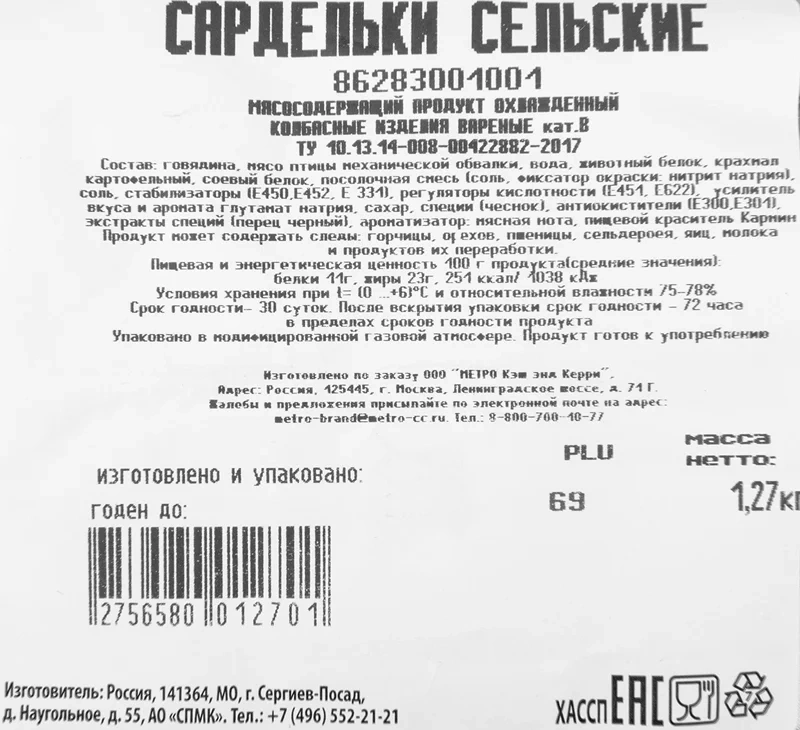 САРДЕЛЬКИ СЕЛЬСКИЕ
86283001001
МЯСОСОДЕРЖАЩИЙ ПРОДУКТ ОХЛАЖДЕННЫЙ
КОЛБАСНЫЕ ИЗДЕЛИЯ ВАРЕНЫЕ кат.В
ТУ 10.13.14-008-00422882-2017
Состав: говядина, мясо птицы механической обвалки, вода, животный белок, крахмал
картофельный, соевый белок, посолочная смесь (соль, фиксатор окраски: нитрит натрия),
соль, стабилизаторы (Е450,Е452, Е 331), регуляторы кислотности (Е451, Е622), усилитель
вкуса и аромата глутамат натрия, сахар, специи (чеснок), антиокистители (Е300,Е301),
экстракты специй (перец черный), ароматизатор: мясная нота, пищевой краситель Кармин
Продукт может содержать следы: горчицы, орехов, пшеницы, сельдерея, яиц, молока
и продуктов их переработки.
Пищевая и энергетическая ценность 100 г продукта(средние значения):
белки 11г, жиры 23г, 251 ккал/ 1038 кДж
Условия хранения при t= (0 ...+6)°С и относительной влажности 75-78%
Срок годности- 30 суток. После вскрытия упаковки срок годности - 72 часа
в пределах сроков годности продукта
Упаковано в модифицированной газовой атмосфере. Продукт готов к употреблению
Изготовлено по заказу ООО "МЕТРО Кэш энд Керри",
Адрес: Россия, 125445, г. Москва, Ленинградское шоссе, д. 71 Г.
Жалобы и предложения присылайте по электронной почте на адрес:
metro-brand@metro-cc.ru. Тел.: 8-800-700-10-77
PLU
масса
нетто:
изготовлено и упаковано:
69
1,27кг
годен до:
2756580 012701
Изготовитель: Россия, 141364, МО, г. Сергиев-Посад,
д. Наугольное, д. 55, АО «СПМК». Тел.: +7 (496) 552-21-21
ХАССП ЕАС
7